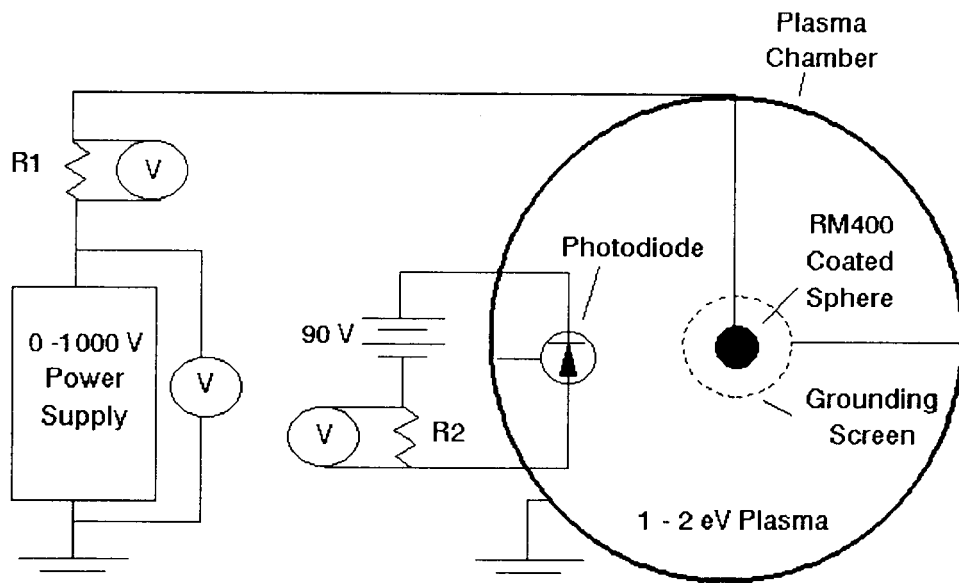 Plasma
Chamber
R1
V
RM400
Coated
Sphere
Photodiode
0 -1000 V
Power
Supply
V
90 V
V
R2
Grounding
Screen
1 - 2 eV Plasma